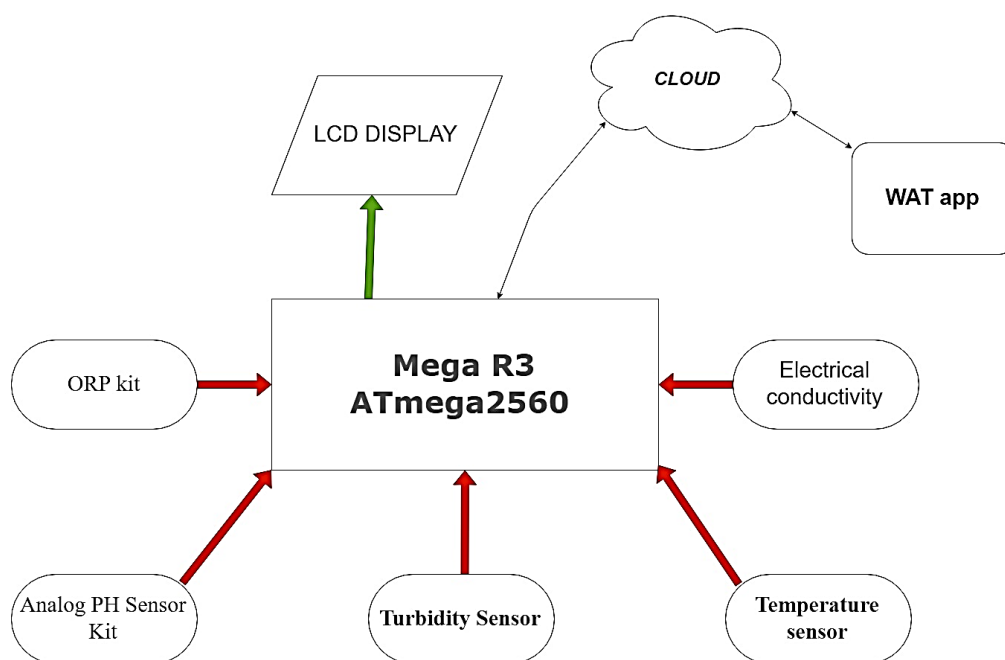 CLOUD
LCD DISPLAY
WAT app
Mega R3
ATmega2560
ORP kit
Electrical
conductivity
Analog PH Sensor
Kit
Turbidity Sensor
Temperature
sensor